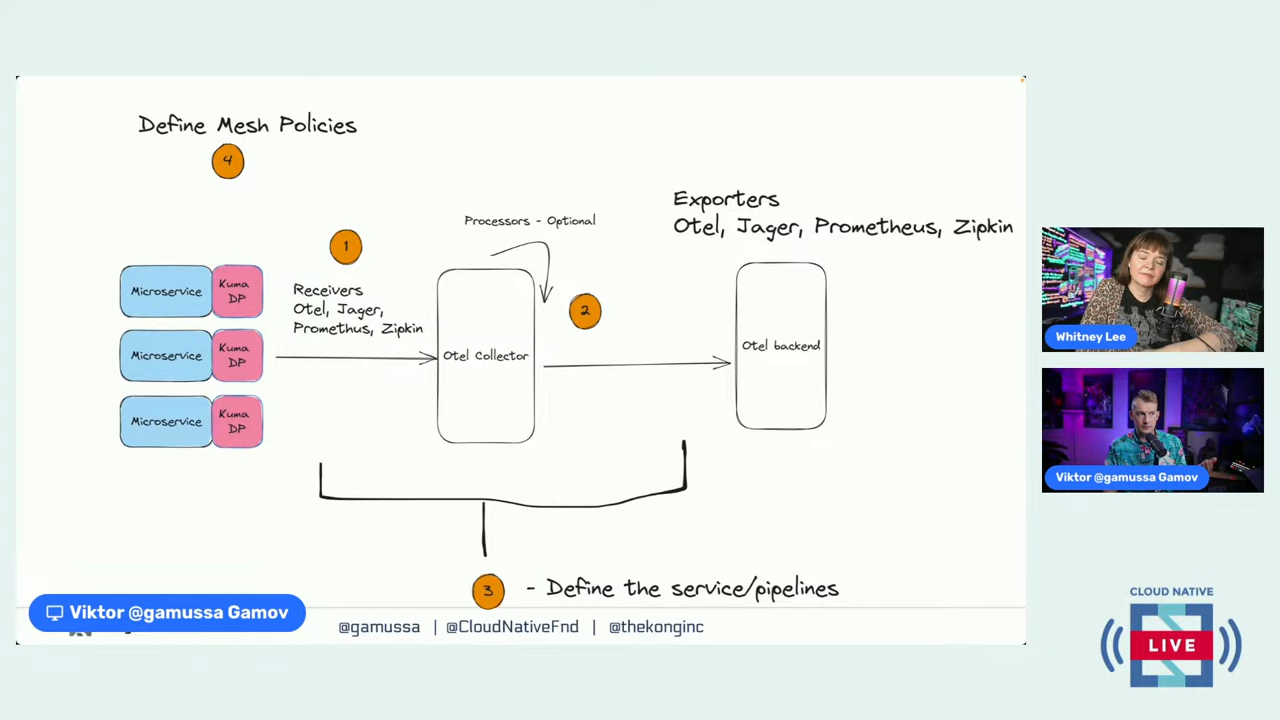 Define Mesh Policies
4
Exporters
Otel, Jager, Prometheus, Zipkin
Processors - Optional
1
2
Receivers
Otel, Jager,
Promethus, Zipkin
Microservice
Kuma
DP
Microservice
Kuma
DP
Microservice
Kuma
DP
Otel Collector
Otel backend
3
- Define the service/pipelines
Viktor @gamussa Gamov
@gamussa | @CloudNativeFnd | @thekonginc
Whitney Lee
Viktor @gamussa Gamov
CLOUD NATIVE
LIVE